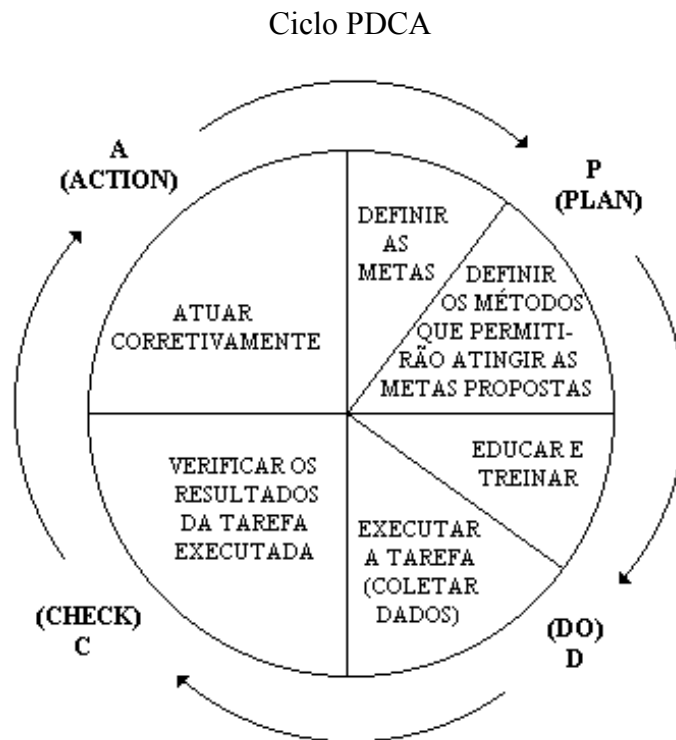 Ciclo PDCA
A
(ACTION)
P
(PLAN)
DEFINIR
AS
METAS
DEFINIR
OS MÉTODOS
QUE PERMITI-
RÃO ATINGIR AS
METAS PROPOSTAS
ATUAR
CORRETIVAMENTE
EDUCAR E
TREINAR
VERIFICAR OS
RESULTADOS
DA TAREFA
EXECUTADA
EXECUTAR
A TAREFA
(COLETAR
DADOS)
(CHECK)
C
(DO)
D